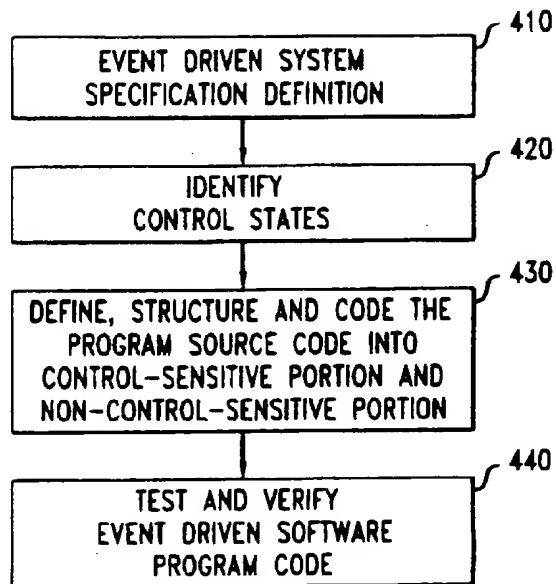 410
EVENT DRIVEN SYSTEM
SPECIFICATION DEFINITION
420
IDENTIFY
CONTROL STATES
430
DEFINE, STRUCTURE AND CODE THE
PROGRAM SOURCE CODE INTO
CONTROL-SENSITIVE PORTION AND
NON-CONTROL-SENSITIVE PORTION
440
TEST AND VERIFY
EVENT DRIVEN SOFTWARE
PROGRAM CODE